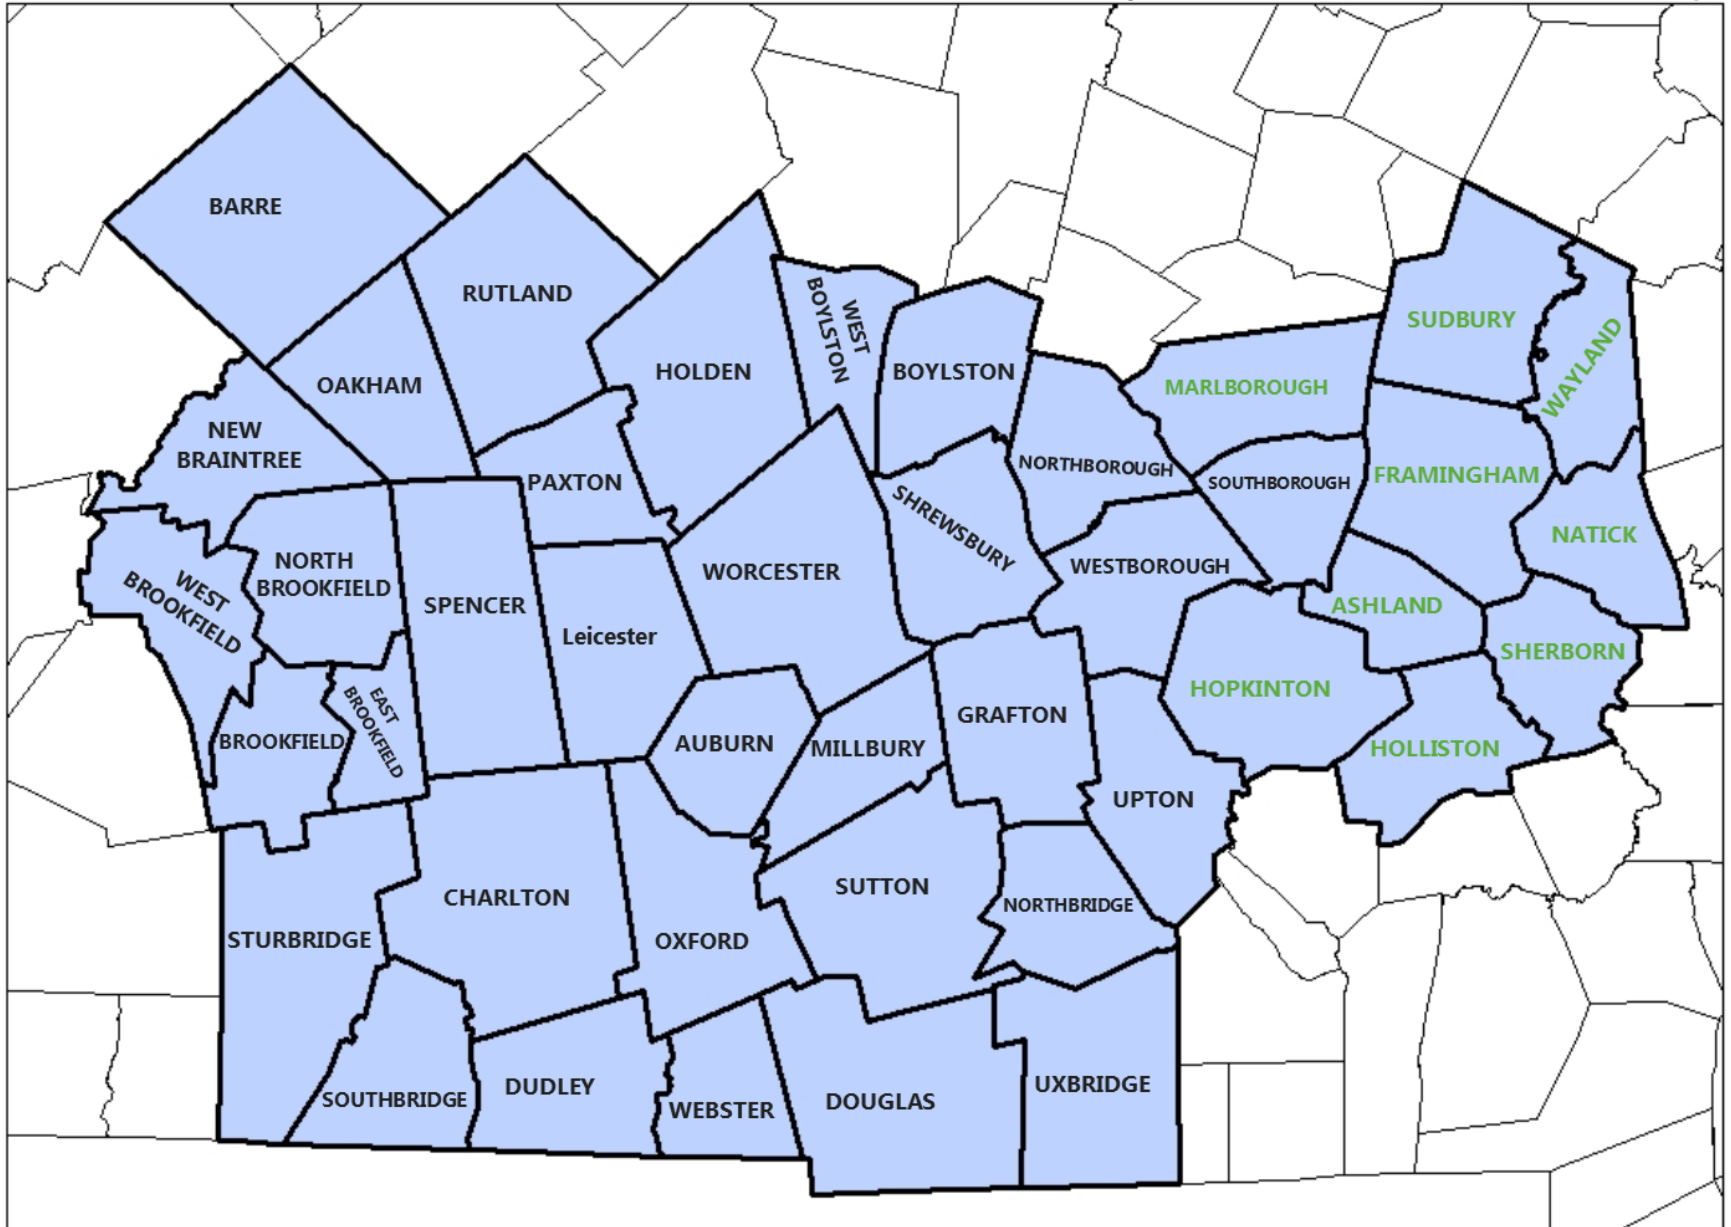 BARRE
RUTLAND
WEST
BOYLSTON
HOLDEN
BOYLSTON
OAKHAM
MARLBOROUGH
SUDBURY
WAYLAND
NEW
BRAINTREE
PAXTON
NORTHBOROUGH
SOUTHBOROUGH
FRAMINGHAM
SHREWSBURY
NATICK
WEST
BROOKFIELD
NORTH
BROOKFIELD
SPENCER
Leicester
WORCESTER
WESTBOROUGH
ASHLAND
SHERBORN
EAST
BROOKFIELD
BROOKFIELD
AUBURN
MILLBURY
GRAFTON
HOPKINTON
HOLLISTON
UPTON
STURBRIDGE
CHARLTON
OXFORD
SUTTON
NORTHBRIDGE
SOUTHBRIDGE
DUDLEY
WEBSTER
DOUGLAS
UXBRIDGE